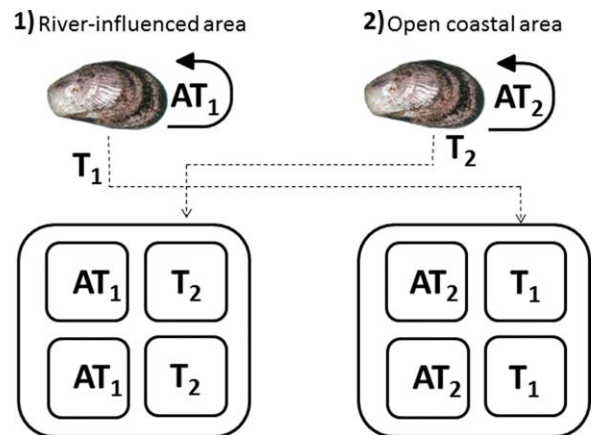 1) River-influenced area
2) Open coastal area
AT₁
AT₂
T₁
T₂
AT₁ T₂
AT₁ T₂
AT₂ T₁
AT₂ T₁